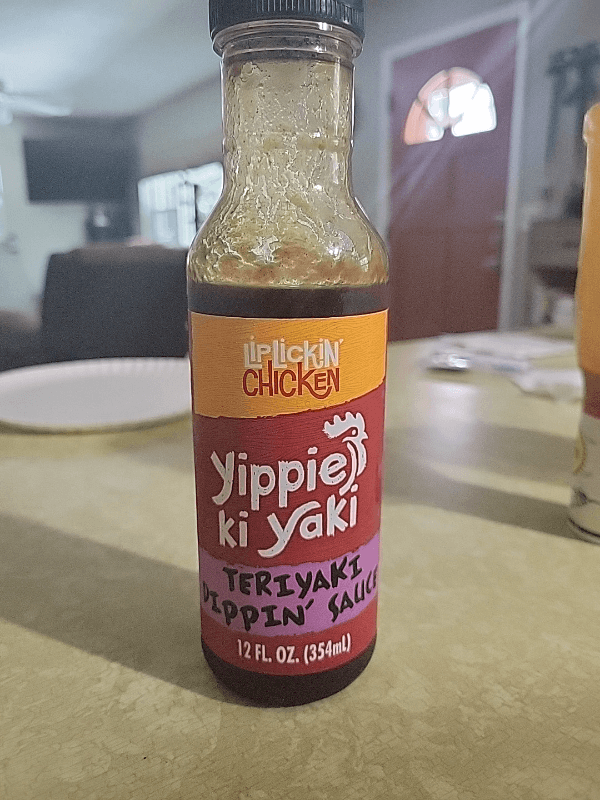 LiPLickiN'
CHICKEN
yippie
ki yaki
TERIYAKI
DIPPIN' SAUCE
12 FL. OZ. (354mL)